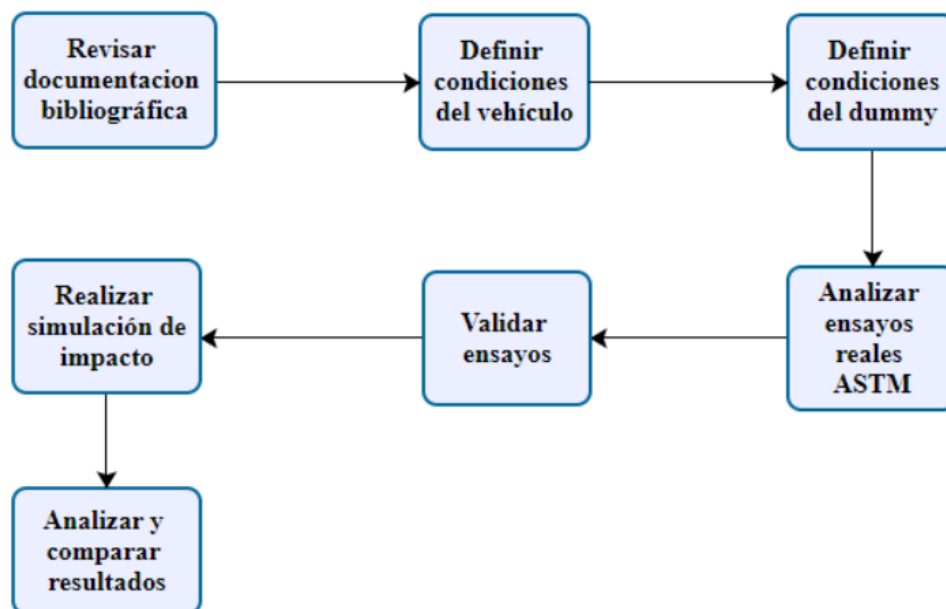 Revisar
documentacion
bibliográfica
Definir
condiciones
del vehículo
Definir
condiciones
del dummy
Analizar
ensayos
reales
ASTM
Validar
ensayos
Realizar
simulación de
impacto
Analizar y
comparar
resultados